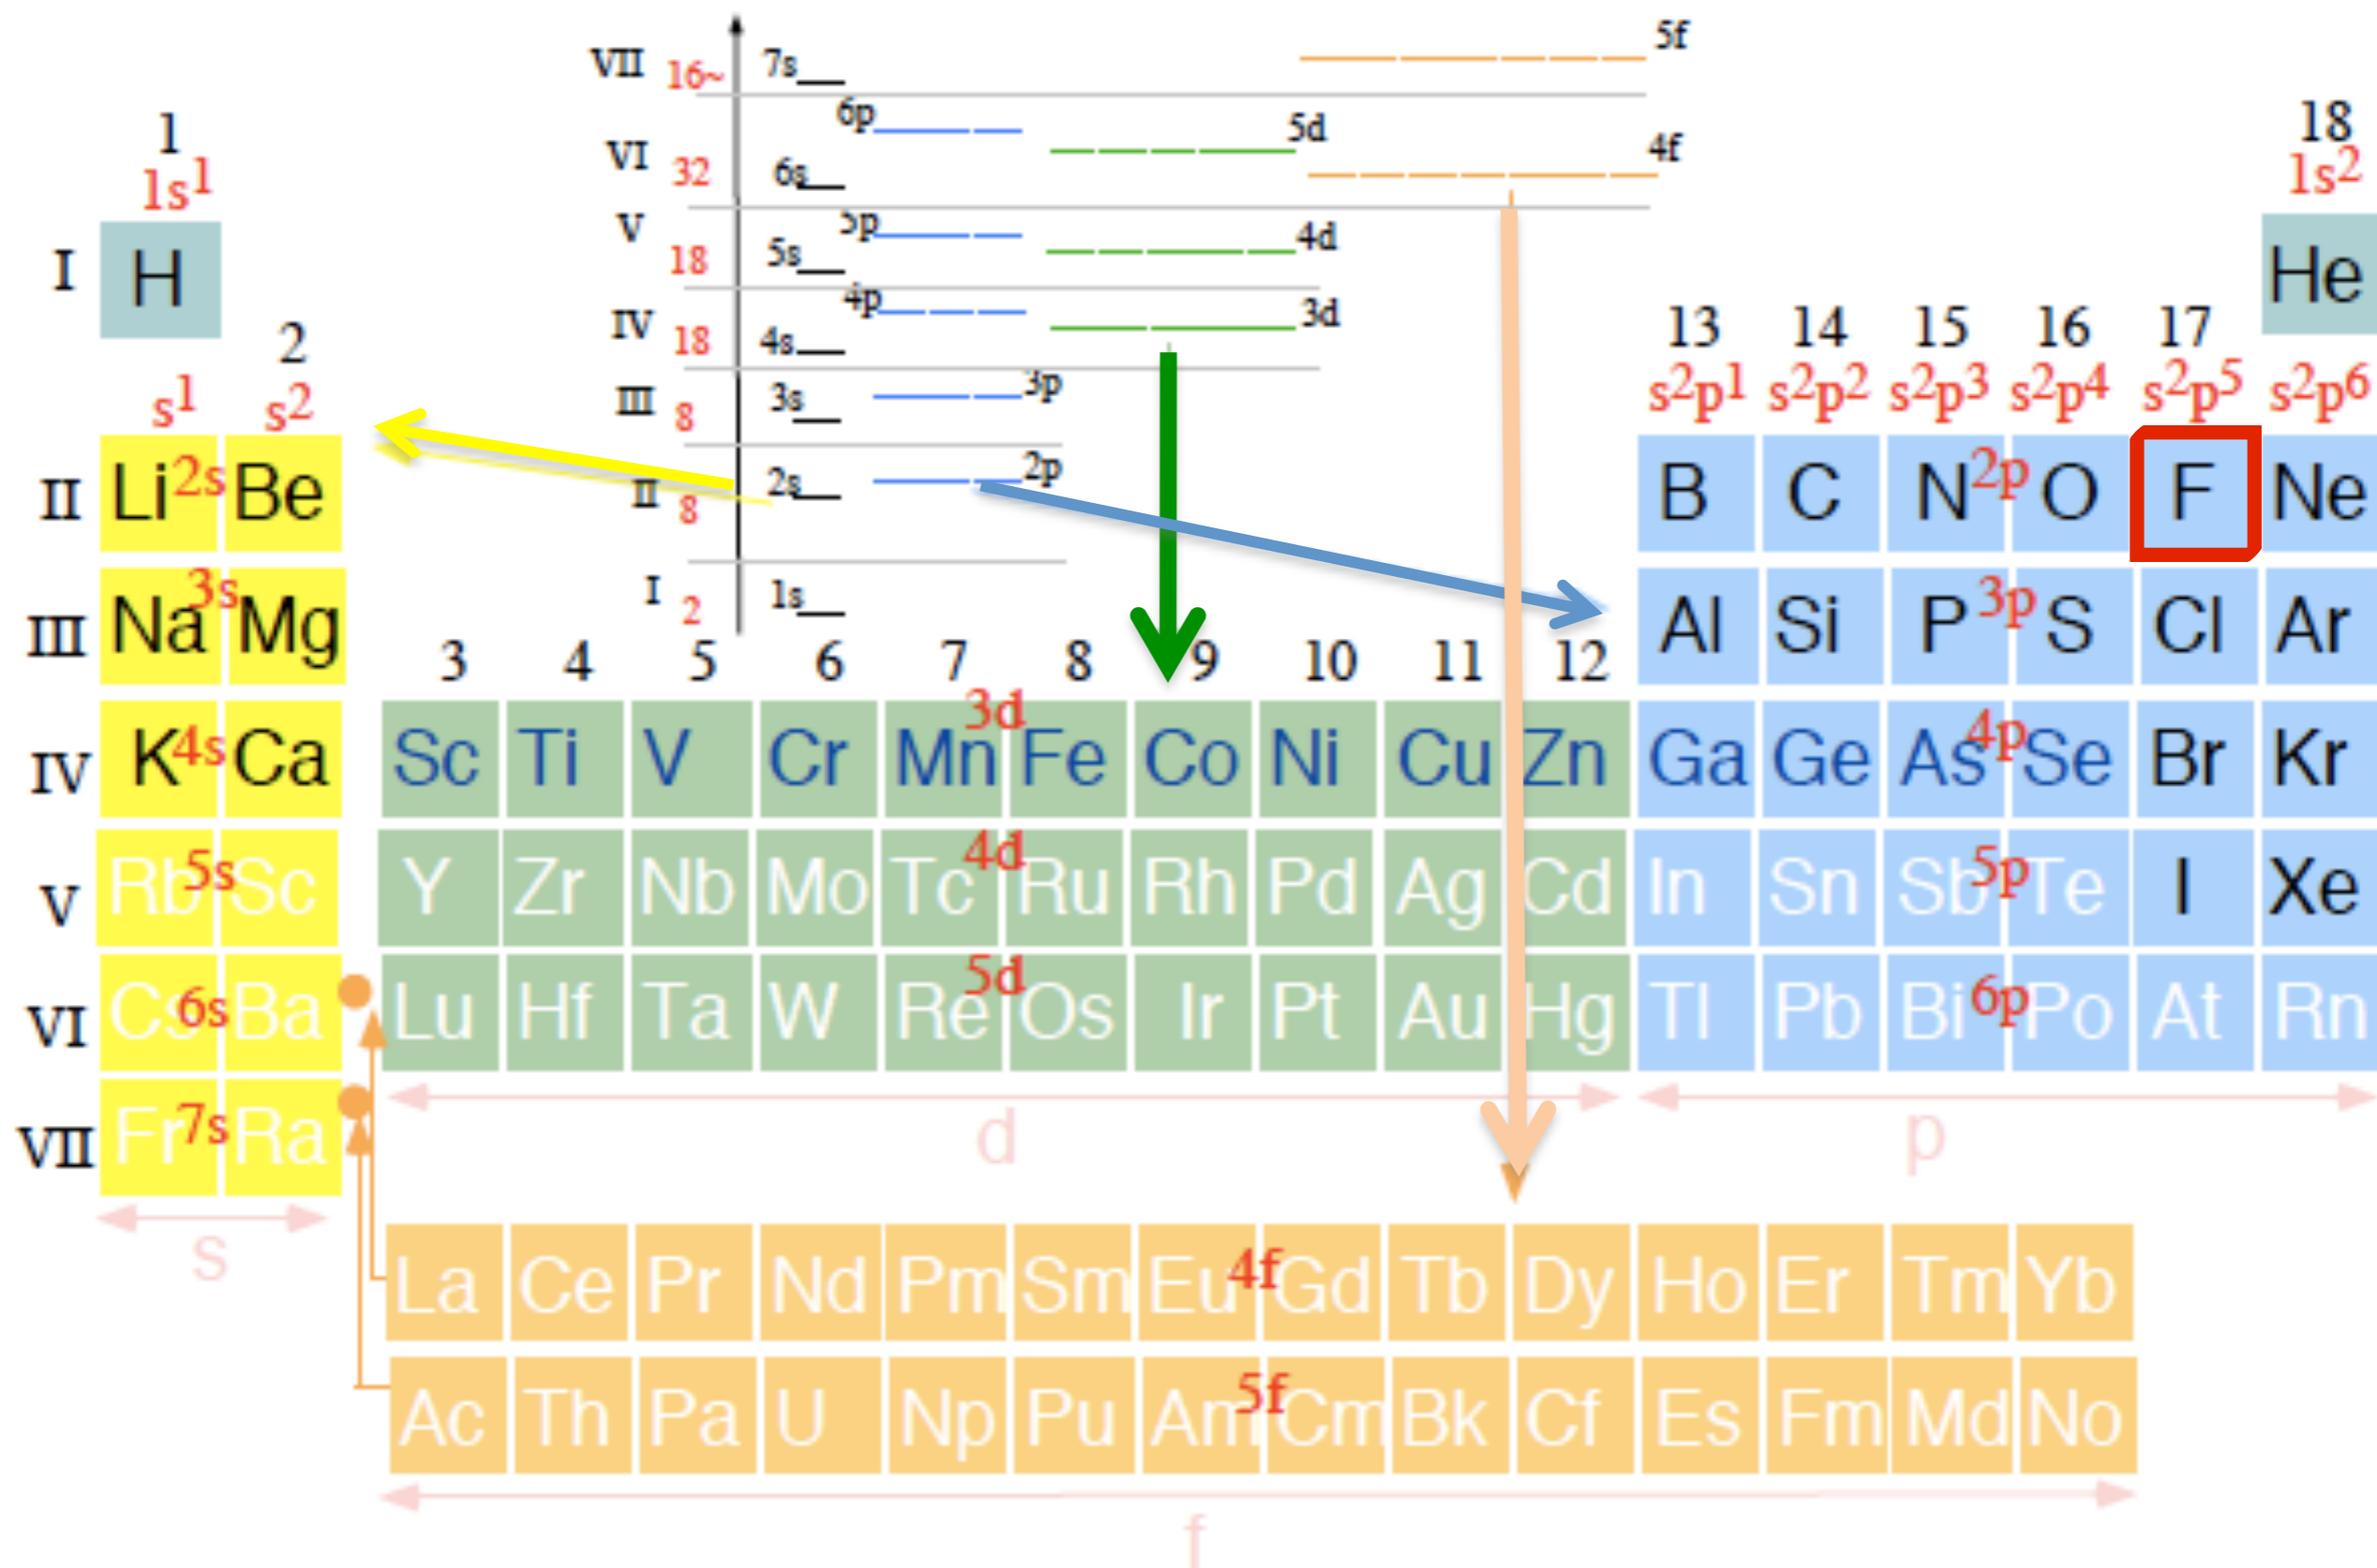 VII 16~ 7s 5f
6p 5d
VI 32 6s 4f
V 18 5s 5p 4d
IV 18 4s 4p 3d
III 8 3s 3p
II 8 2s 2p
I 2 1s
1 18
1s1 1s2
I H He
2 13 14 15 16 17
s1 s2 s2p1 s2p2 s2p3 s2p4 s2p5 s2p6
II Li 2s Be B C N 2p O F Ne
III Na 3s Mg Al Si P 3p S Cl Ar
3 4 5 6 7 8 9 10 11 12
IV K 4s Ca Sc Ti V Cr Mn 3d Fe Co Ni Cu Zn Ga Ge As 4p Se Br Kr
V Rb 5s Sc Y Zr Nb Mo Tc 4d Ru Rh Pd Ag Cd In Sn Sb 5p Te I Xe
VI Cs 6s Ba Lu Hf Ta W Re 5d Os Ir Pt Au Hg Tl Pb Bi 6p Po At Rn
VII Fr 7s Ra
d p
s
La Ce Pr Nd Pm Sm Eu 4f Gd Tb Dy Ho Er Tm Yb
Ac Th Pa U Np Pu Am 5f Cm Bk Cf Es Fm Md No
f